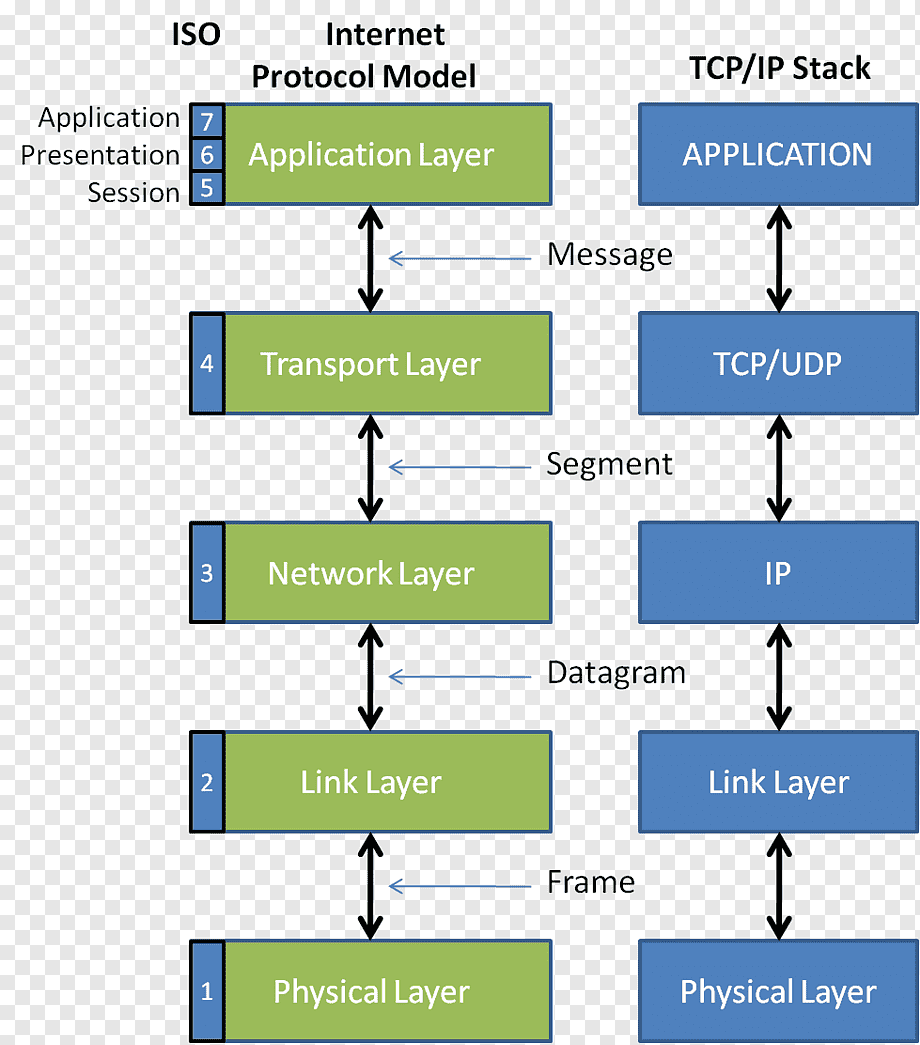 ISO
Internet
Protocol Model
TCP/IP Stack
Application
Presentation
Session
7
6
5
Application Layer
APPLICATION
Message
4
Transport Layer
TCP/UDP
Segment
3
Network Layer
IP
Datagram
2
Link Layer
Link Layer
Frame
1
Physical Layer
Physical Layer